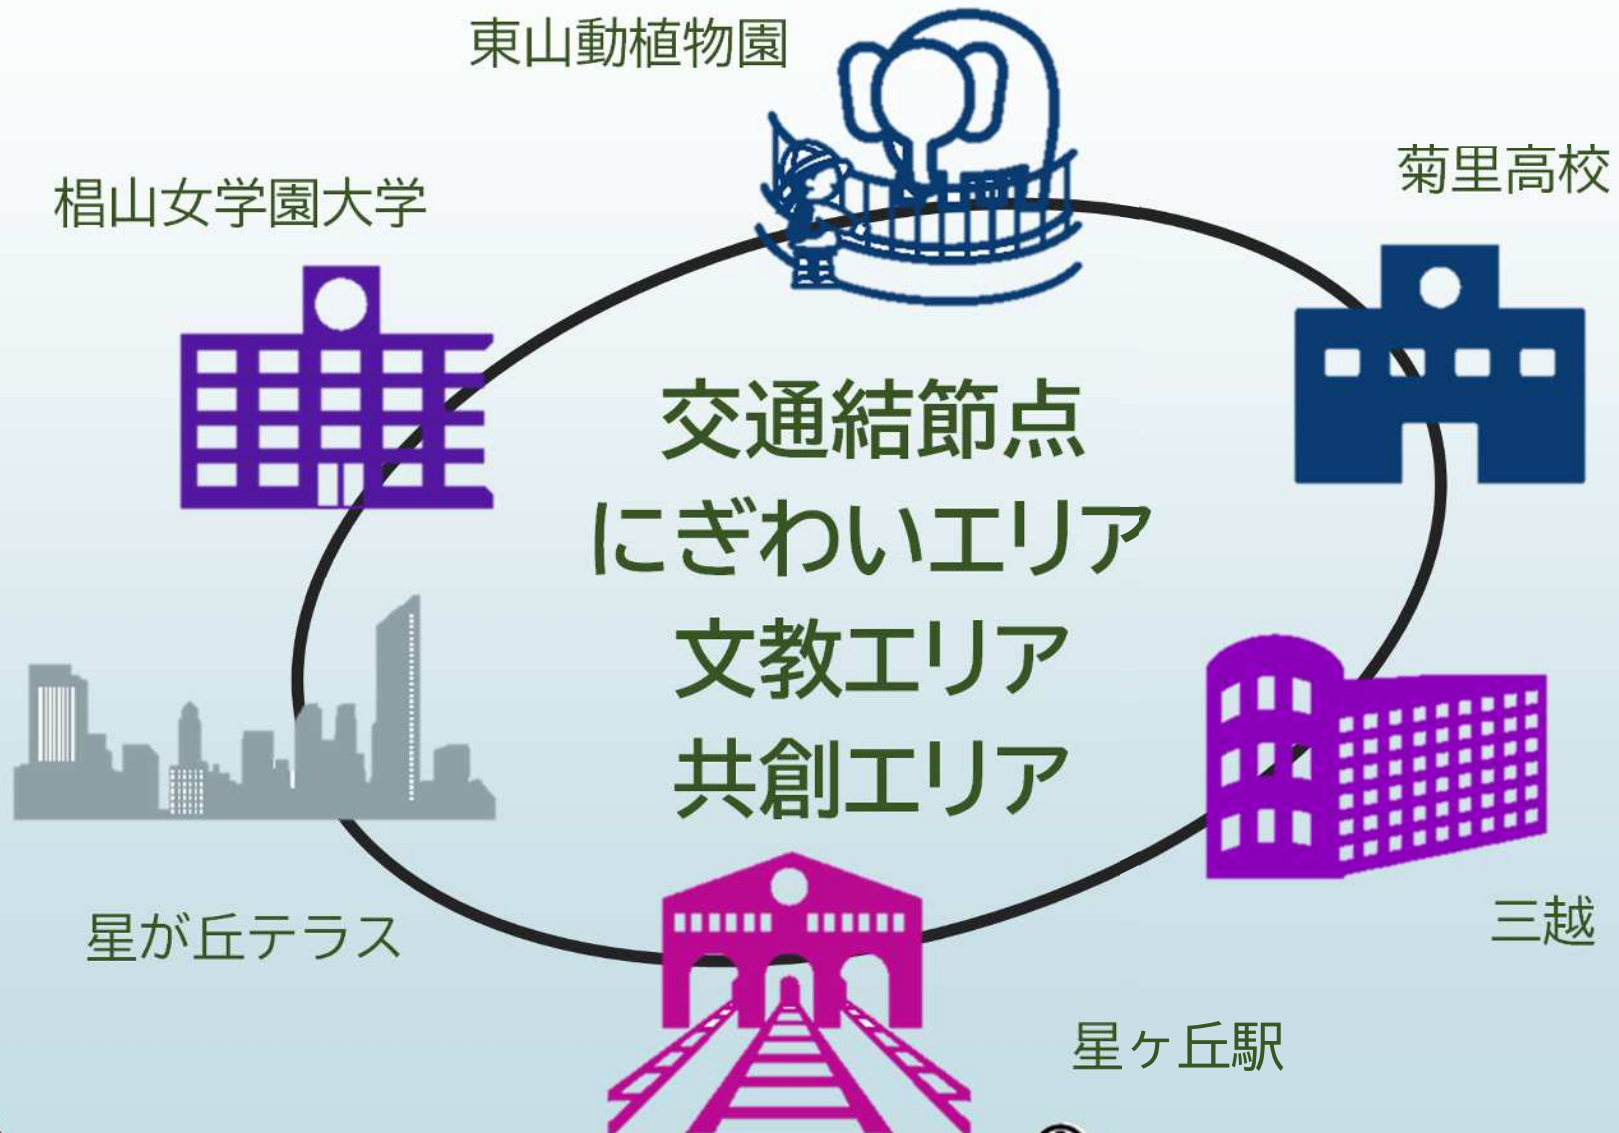 東山動植物園
菊里高校
椙山女学園大学
交通結節点
にぎわいエリア
文教エリア
共創エリア
星が丘テラス
三越
星ヶ丘駅